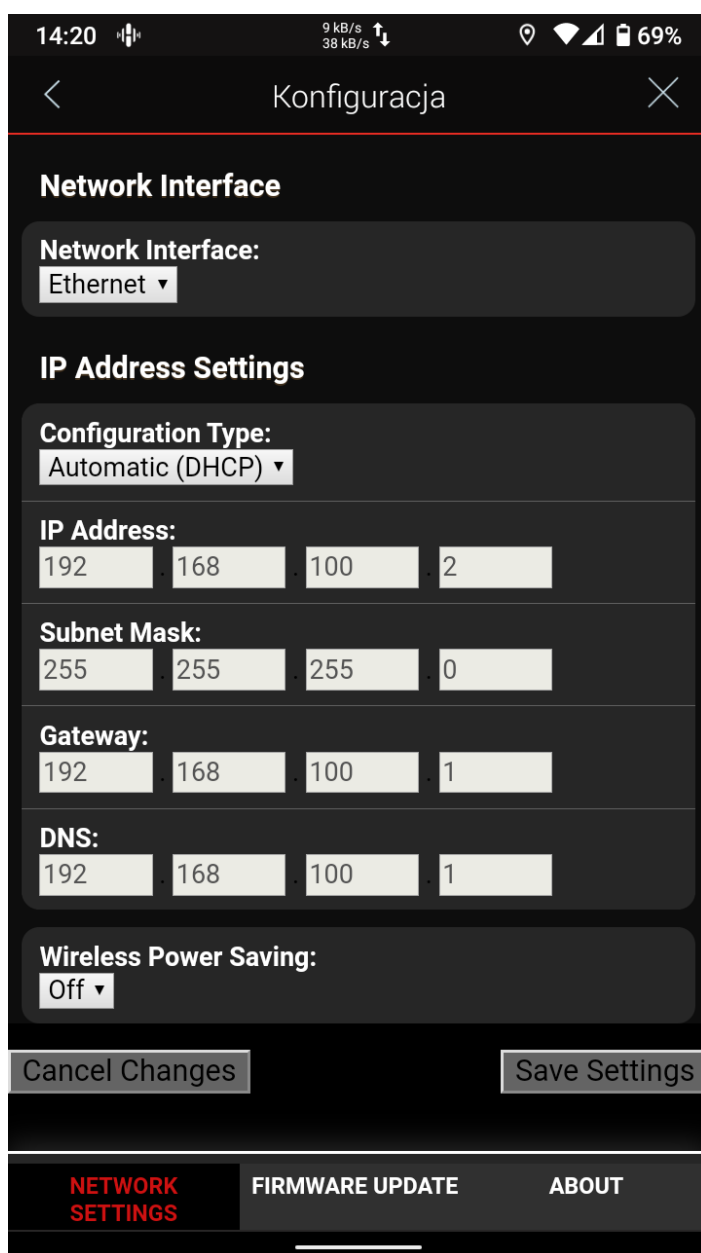 14:20
9 kB/s
38 kB/s
69%
Konfiguracja
Network Interface
Network Interface:
Ethernet
IP Address Settings
Configuration Type:
Automatic (DHCP)
IP Address:
192 . 168 . 100 . 2
Subnet Mask:
255 . 255 . 255 . 0
Gateway:
192 . 168 . 100 . 1
DNS:
192 . 168 . 100 . 1
Wireless Power Saving:
Off
Cancel Changes Save Settings
NETWORK
SETTINGS
FIRMWARE UPDATE
ABOUT